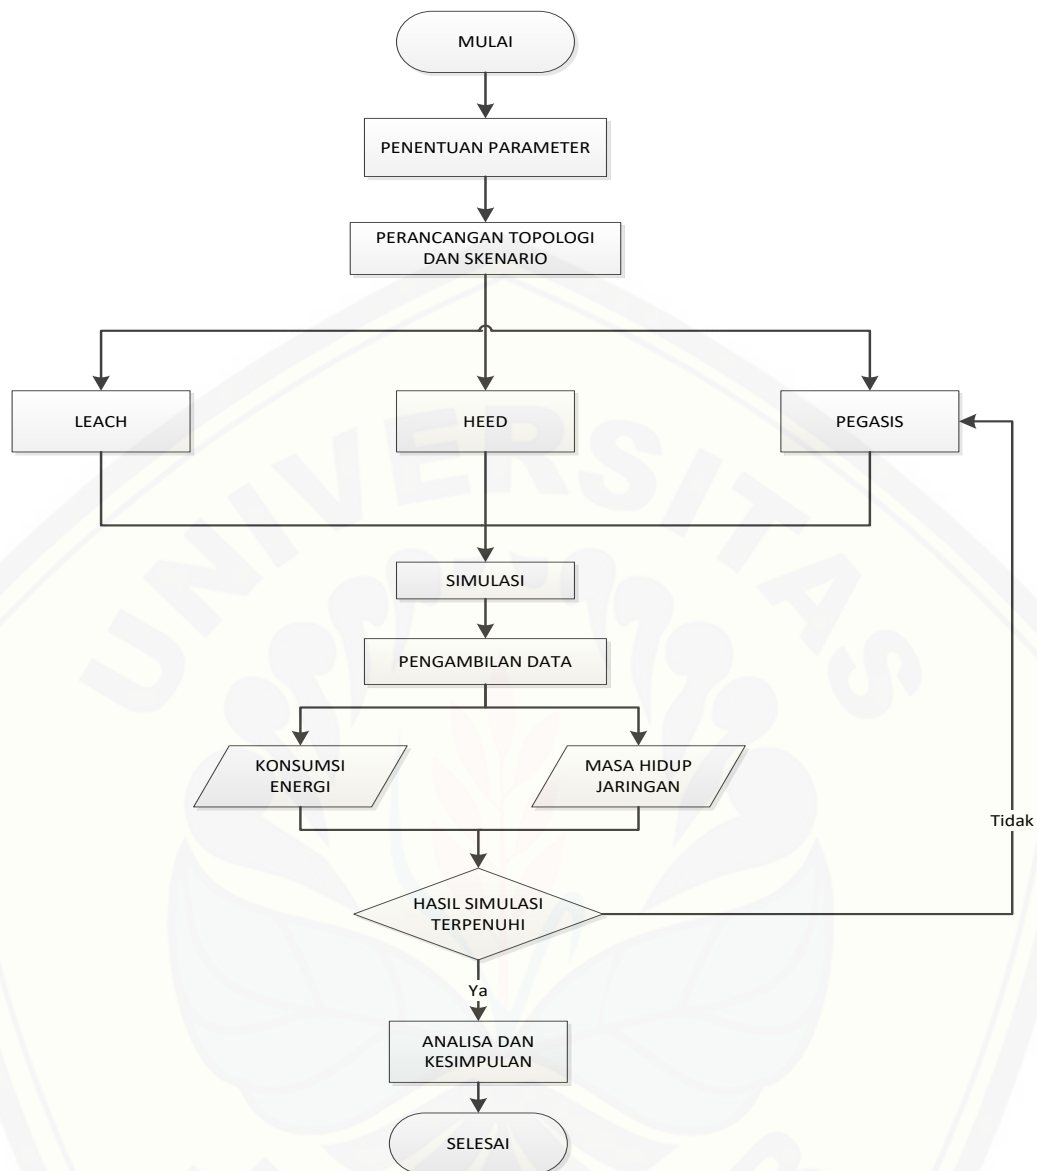 MULAI
PENENTUAN PARAMETER
PERANCANGAN TOPOLOGI
DAN SKENARIO
LEACH
HEED
PEGASIS
UNIVERSITAS
SIMULASI
PENGAMBILAN DATA
KONSUMSI
ENERGI
MASA HIDUP
JARINGAN
Tidak
HASIL SIMULASI
TERPENUHI
Ya
ANALISA DAN
KESIMPULAN
SELESAI